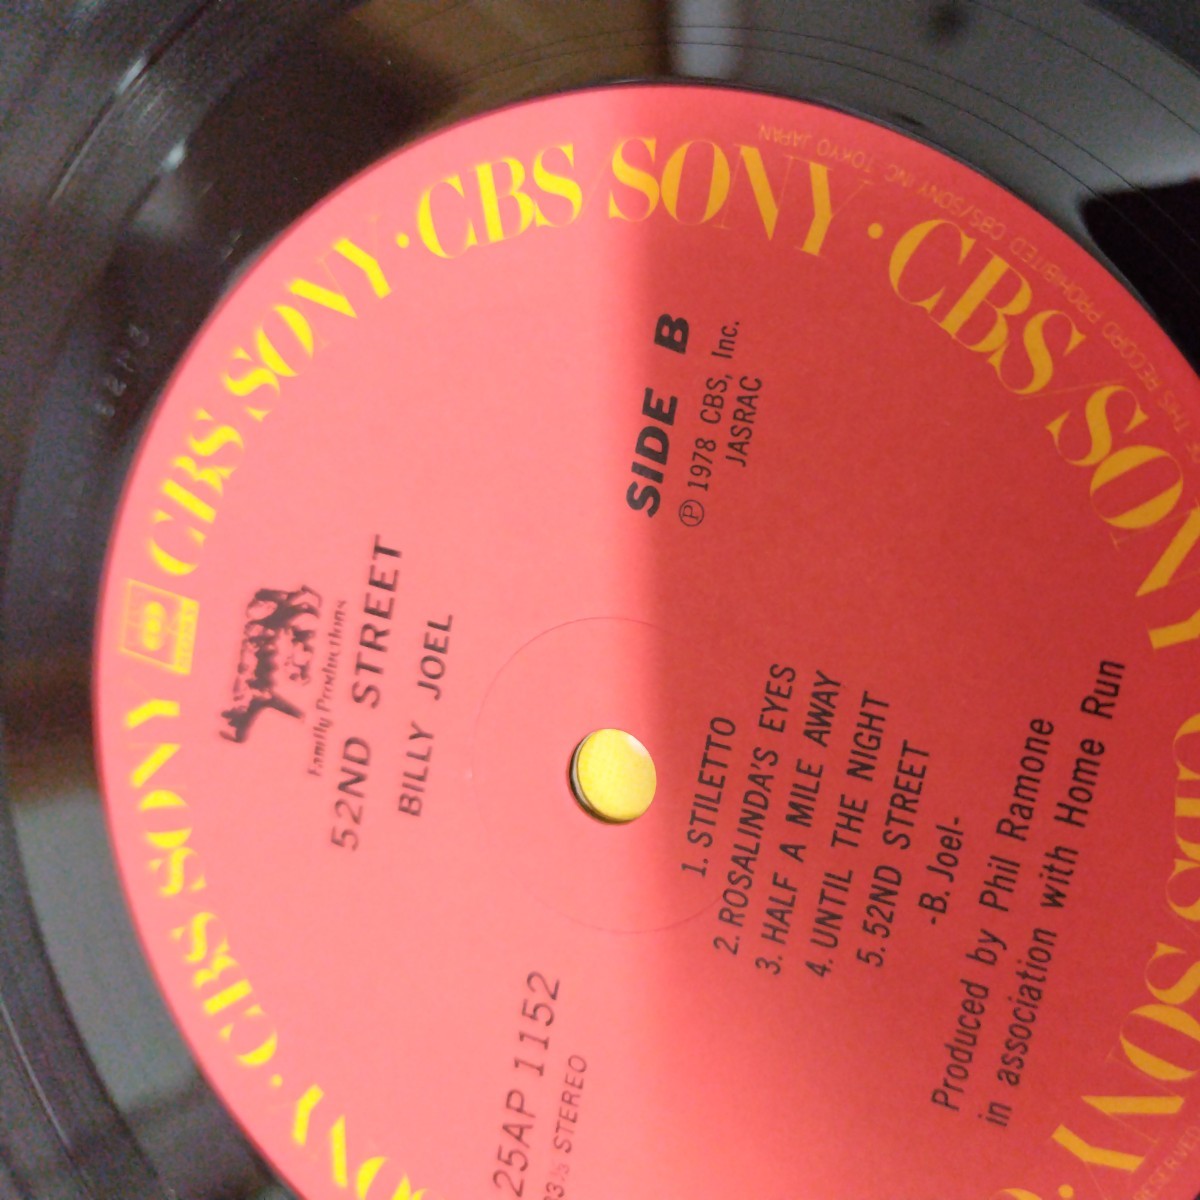 CBS SONY · CBS/SONY · CBS/SONY
CBS SONY
Family Productions
52ND STREET
BILLY JOEL
25AP 1152
STEREO
SIDE B
Ⓟ 1978 CBS, Inc.
JASRAC
1. STILETTO
2. ROSALINDA'S EYES
3. HALF A MILE AWAY
4. UNTIL THE NIGHT
5. 52ND STREET
-B. Joel-
Produced by Phil Ramone
in association with Home Run
THIS RECORD PROHIBITED CBS/SONY INC. TOKYO JAPAN